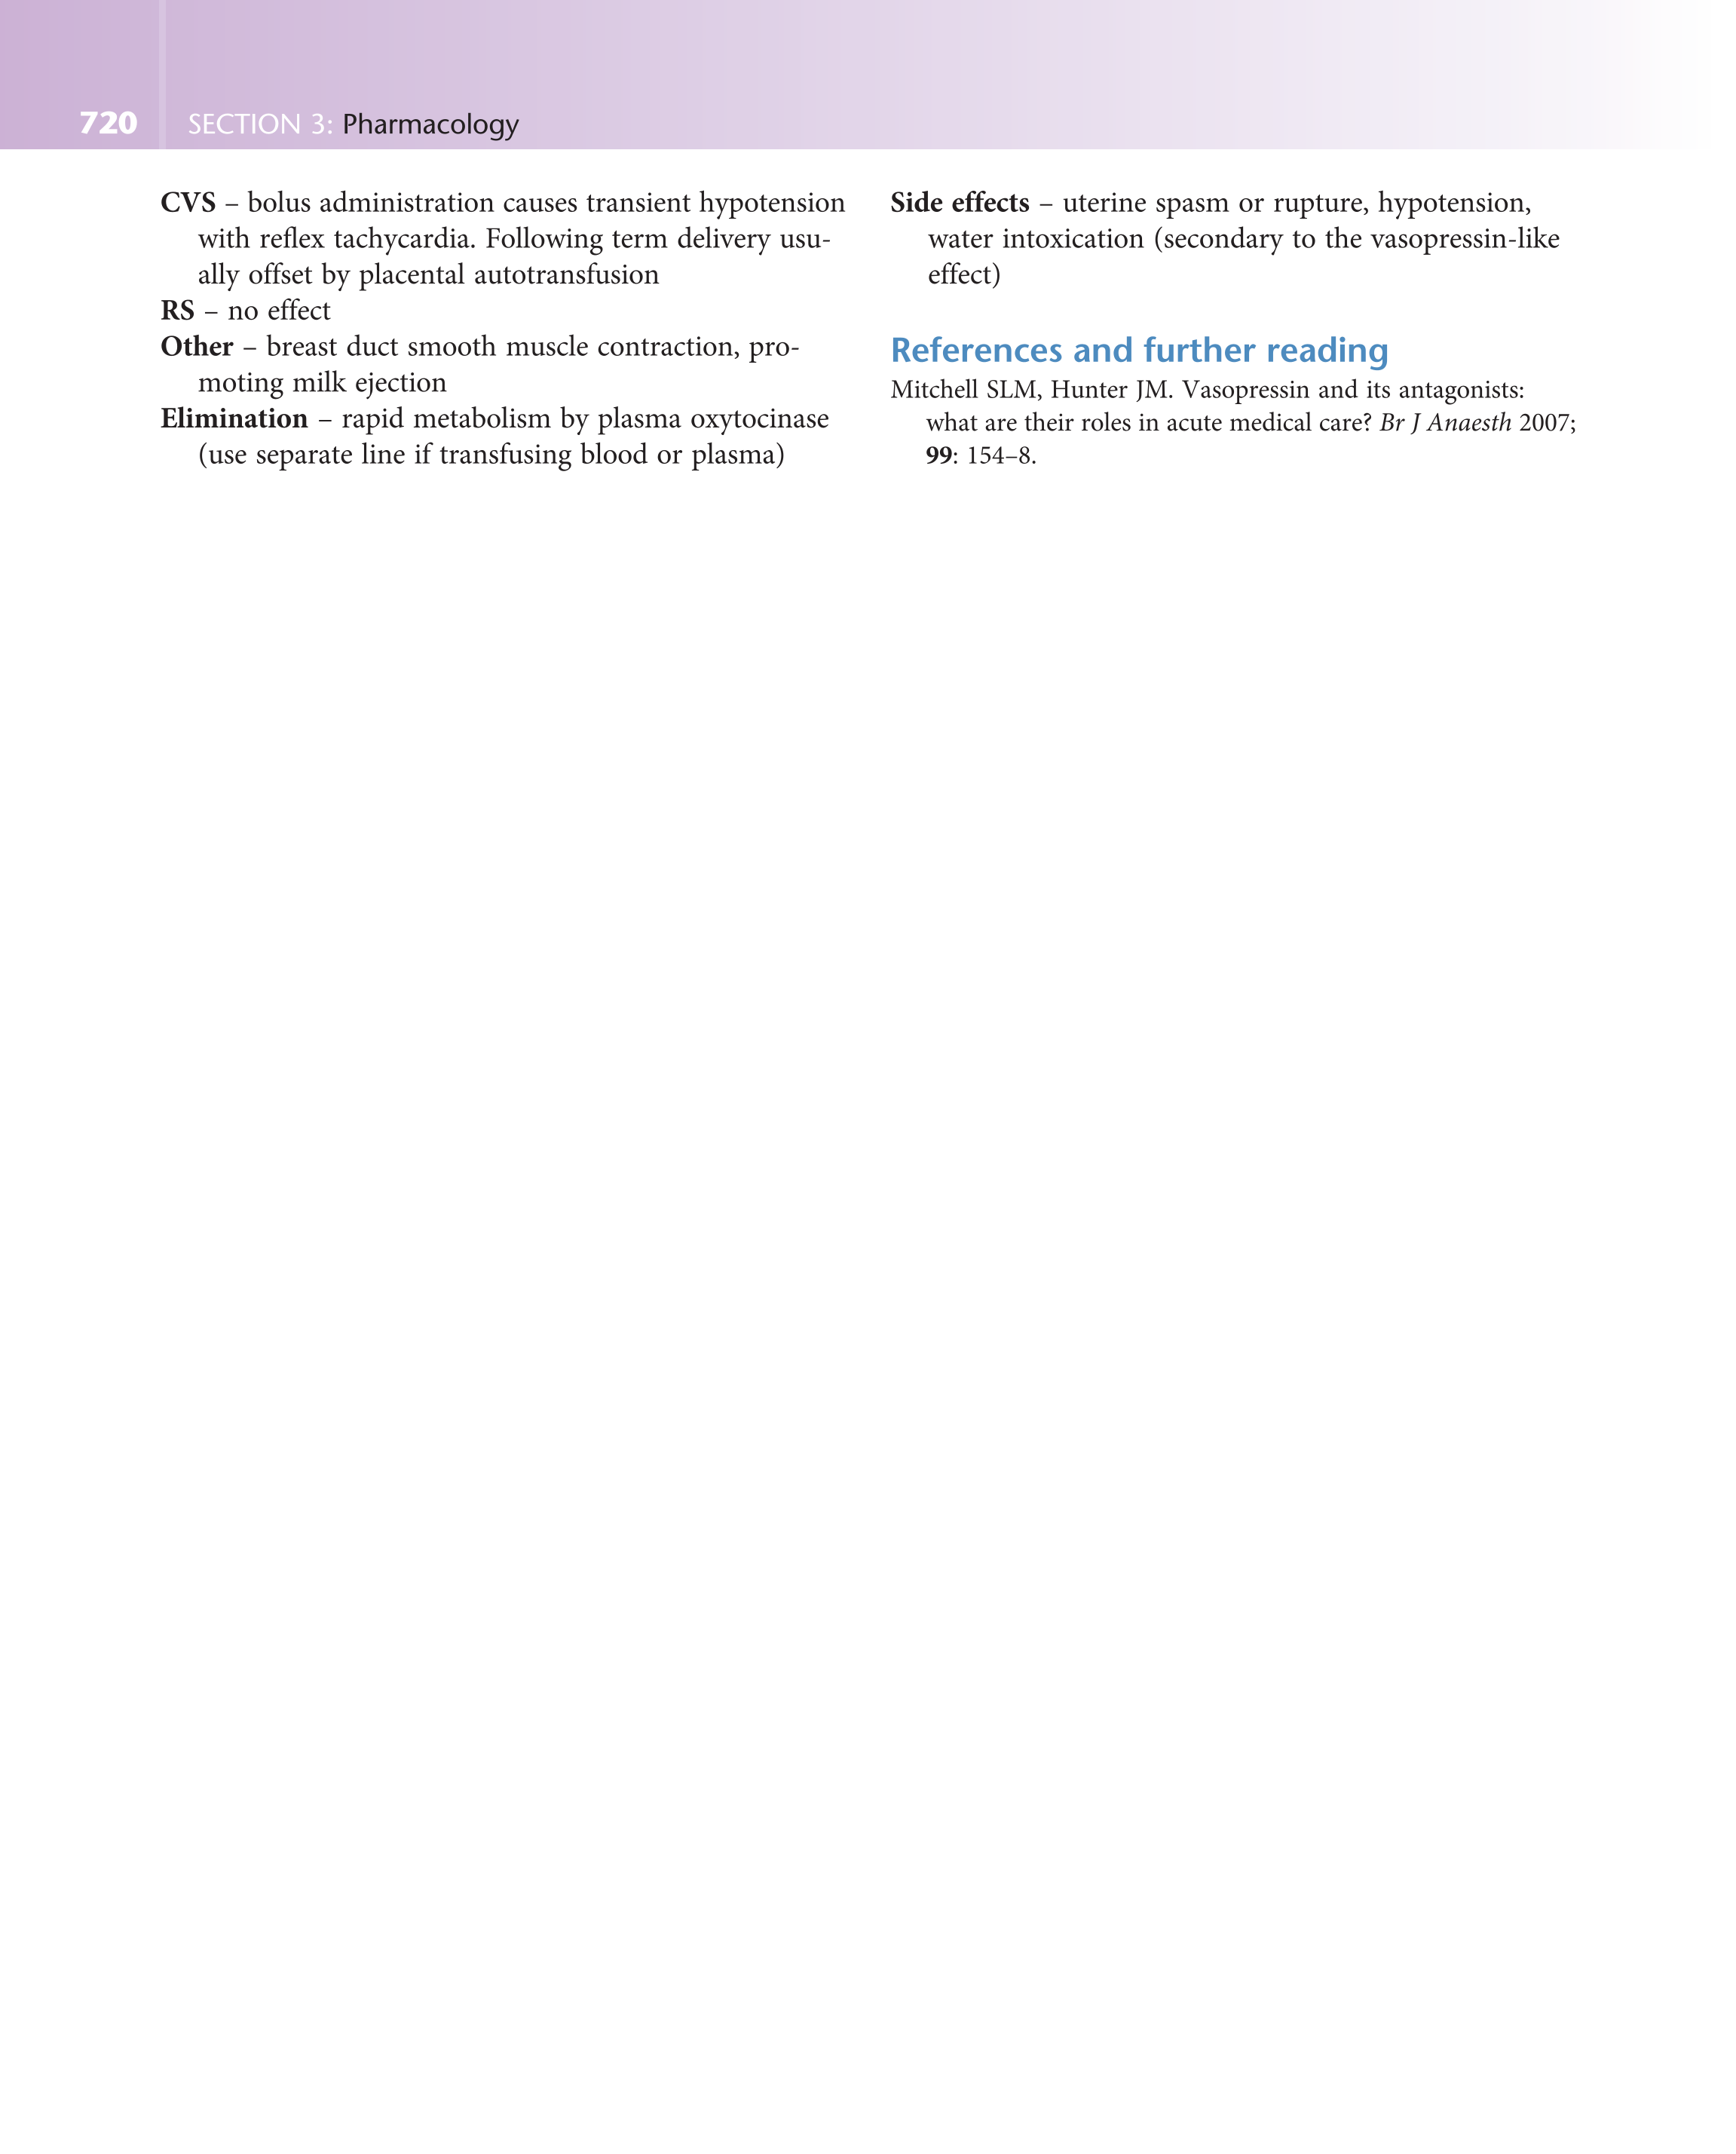 720 SECTION 3: Pharmacology
CVS – bolus administration causes transient hypotension
with reflex tachycardia. Following term delivery usu-
ally offset by placental autotransfusion
RS – no effect
Other – breast duct smooth muscle contraction, pro-
moting milk ejection
Elimination – rapid metabolism by plasma oxytocinase
(use separate line if transfusing blood or plasma)
Side effects – uterine spasm or rupture, hypotension,
water intoxication (secondary to the vasopressin-like
effect)
References and further reading
Mitchell SLM, Hunter JM. Vasopressin and its antagonists:
what are their roles in acute medical care? Br J Anaesth 2007;
99: 154–8.